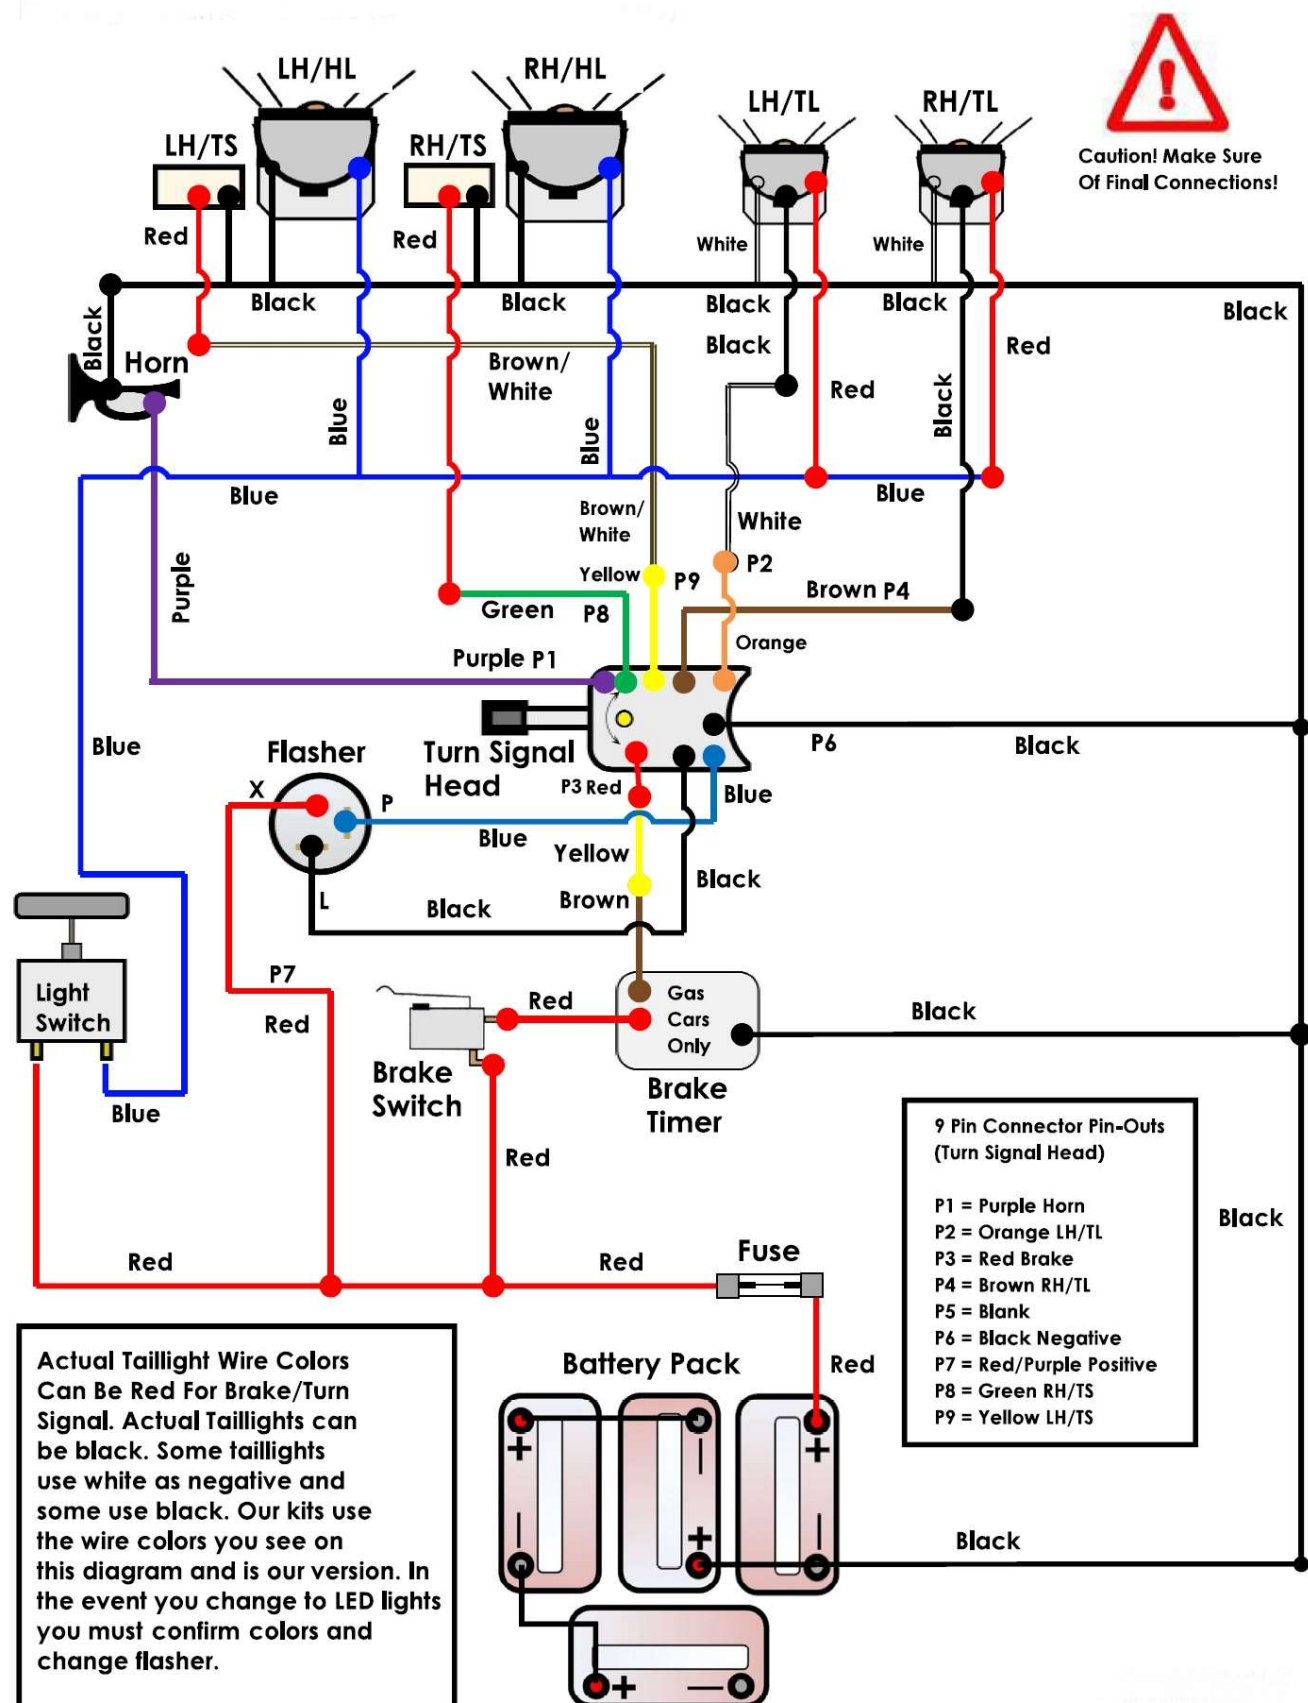 LH/HL
RH/HL
LH/TL
RH/TL
LH/TS
RH/TS
Caution! Make Sure
Of Final Connections!
Red
Red
White
White
Black
Black
Black
Black
Black
Black
Black
Horn
Brown/
White
Red
Red
Blue
Blue
Black
Blue
Blue
Brown/
White
White
Purple
Yellow
P9
P2
Green
P8
Brown P4
Orange
Purple P1
Blue
Flasher
Turn Signal
Head
P6
Black
X
P
P3 Red
Blue
Blue
Yellow
Black
L
Black
Brown
Light
Switch
P7
Red
Red
Gas
Cars
Only
Black
Brake
Switch
Brake
Timer
Blue
Red
9 Pin Connector Pin-Outs
(Turn Signal Head)
P1 = Purple Horn
P2 = Orange LH/TL
P3 = Red Brake
P4 = Brown RH/TL
P5 = Blank
P6 = Black Negative
P7 = Red/Purple Positive
P8 = Green RH/TS
P9 = Yellow LH/TS
Black
Red
Red
Fuse
Battery Pack
Red
Actual Taillight Wire Colors
Can Be Red For Brake/Turn
Signal. Actual Taillights can
be black. Some taillights
use white as negative and
some use black. Our kits use
the wire colors you see on
this diagram and is our version. In
the event you change to LED lights
you must confirm colors and
change flasher.
+
—
+
—
+
—
Black
+
—